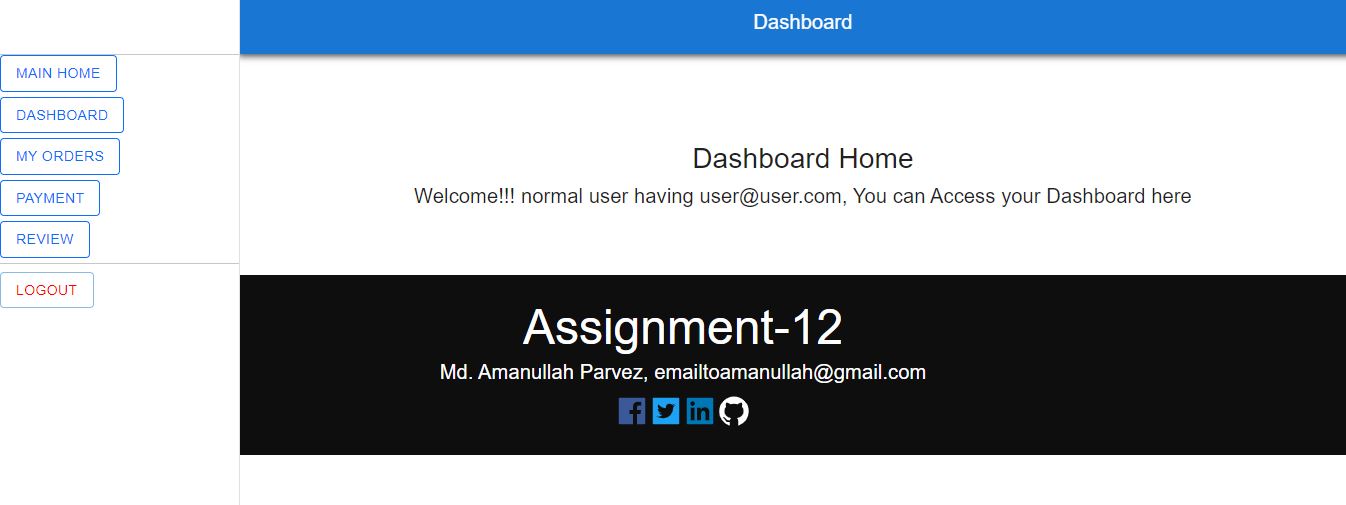 Dashboard
MAIN HOME
DASHBOARD
MY ORDERS
PAYMENT
REVIEW
LOGOUT
Dashboard Home
Welcome!!! normal user having user@user.com, You can Access your Dashboard here
Assignment-12
Md. Amanullah Parvez, emailtoamanullah@gmail.com